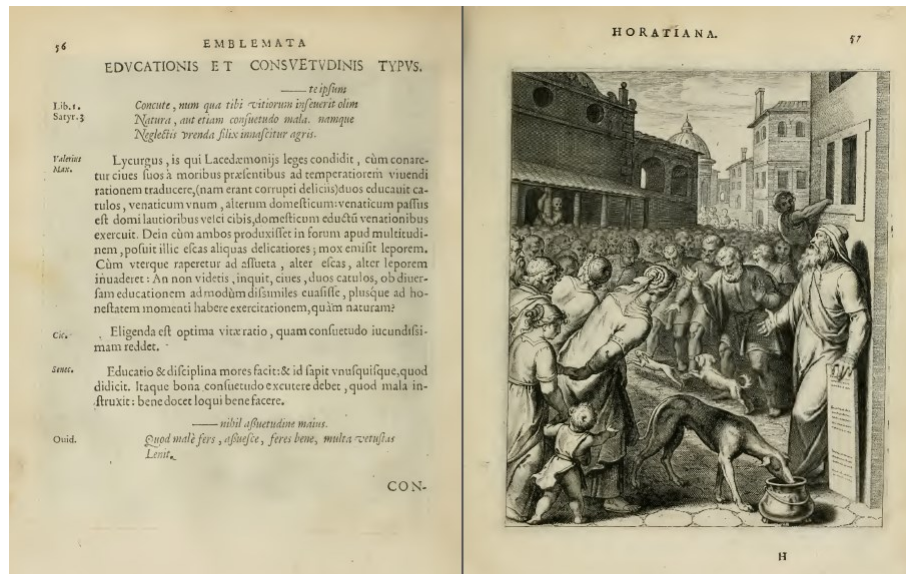 56
EMBLEMATA
EDVCATIONIS ET CONSVETVDINIS TYPVS.
—— te ipsum
Lib. 1.
Satyr. 3
Concute, num qua tibi vitiorum inseuerit olim
Natura, aut etiam consuetudo mala. namque
Neglectis vrenda filix innascitur agris.
Valerius
Max.
Lycurgus, is qui Lacedæmonijs leges condidit, cùm conare-
tur ciues suos à moribus præsentibus ad temperatiorem viuendi
rationem traducere, (nam erant corrupti delicijs) duos educauit ca-
tulos, venaticum vnum, alterum domesticum: venaticum passus
est domi lautioribus vesci cibis, domesticum eductũ venationibus
exercuit. Dein cùm ambos produxisset in forum apud multitudi-
nem, posuit illic escas aliquas delicatiores; mox emisit leporem.
Cùm vterque raperetur ad assueta, alter escas, alter leporem
inuaderet: An non videtis, inquit, ciues, duos catulos, ob diuer-
sam educationem admodùm dissimiles euasisse, plusque ad ho-
nestatem momenti habere exercitationem, quàm naturam?
Cic.
Eligenda est optima vitæ ratio, quam consuetudo iucundissi-
mam reddet.
Senec.
Educatio & disciplina mores facit: & id sapit vnusquisque, quod
didicit. Itaque bona consuetudo excutere debet, quod mala in-
struxit: bene docet loqui bene facere.
—— nihil assuetudine maius.
Ouid.
Quod malè fers, assuesce, feres bene, multa vetustas
Lenit.
CON-
HORATIANA.
57
H